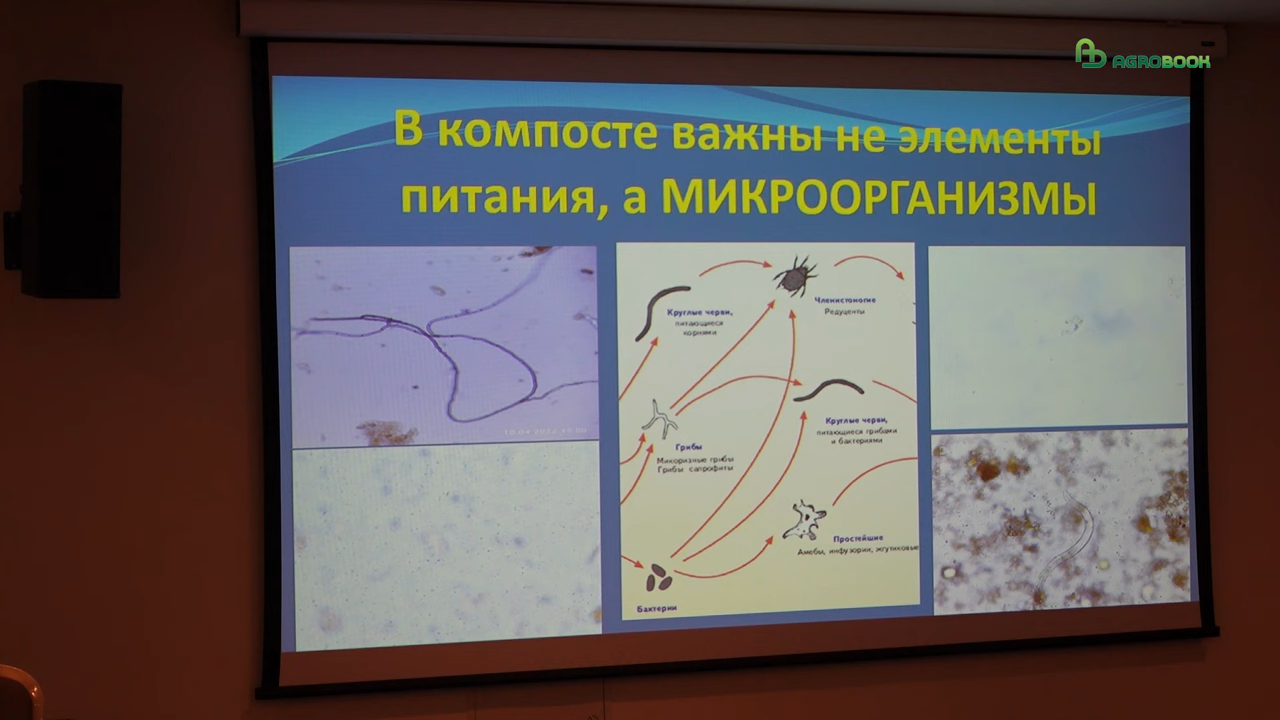 AGROBOOK
В компосте важны не элементы
питания, а МИКРООРГАНИЗМЫ
Круглые черви,
питающиеся
корнями
Членистоногие
Редуценты
Круглые черви,
питающиеся грибами
и бактериями
Грибы
Микоризные грибы
Грибы сапрофиты
Простейшие
Амебы, инфузории, жгутиковые
Бактерии